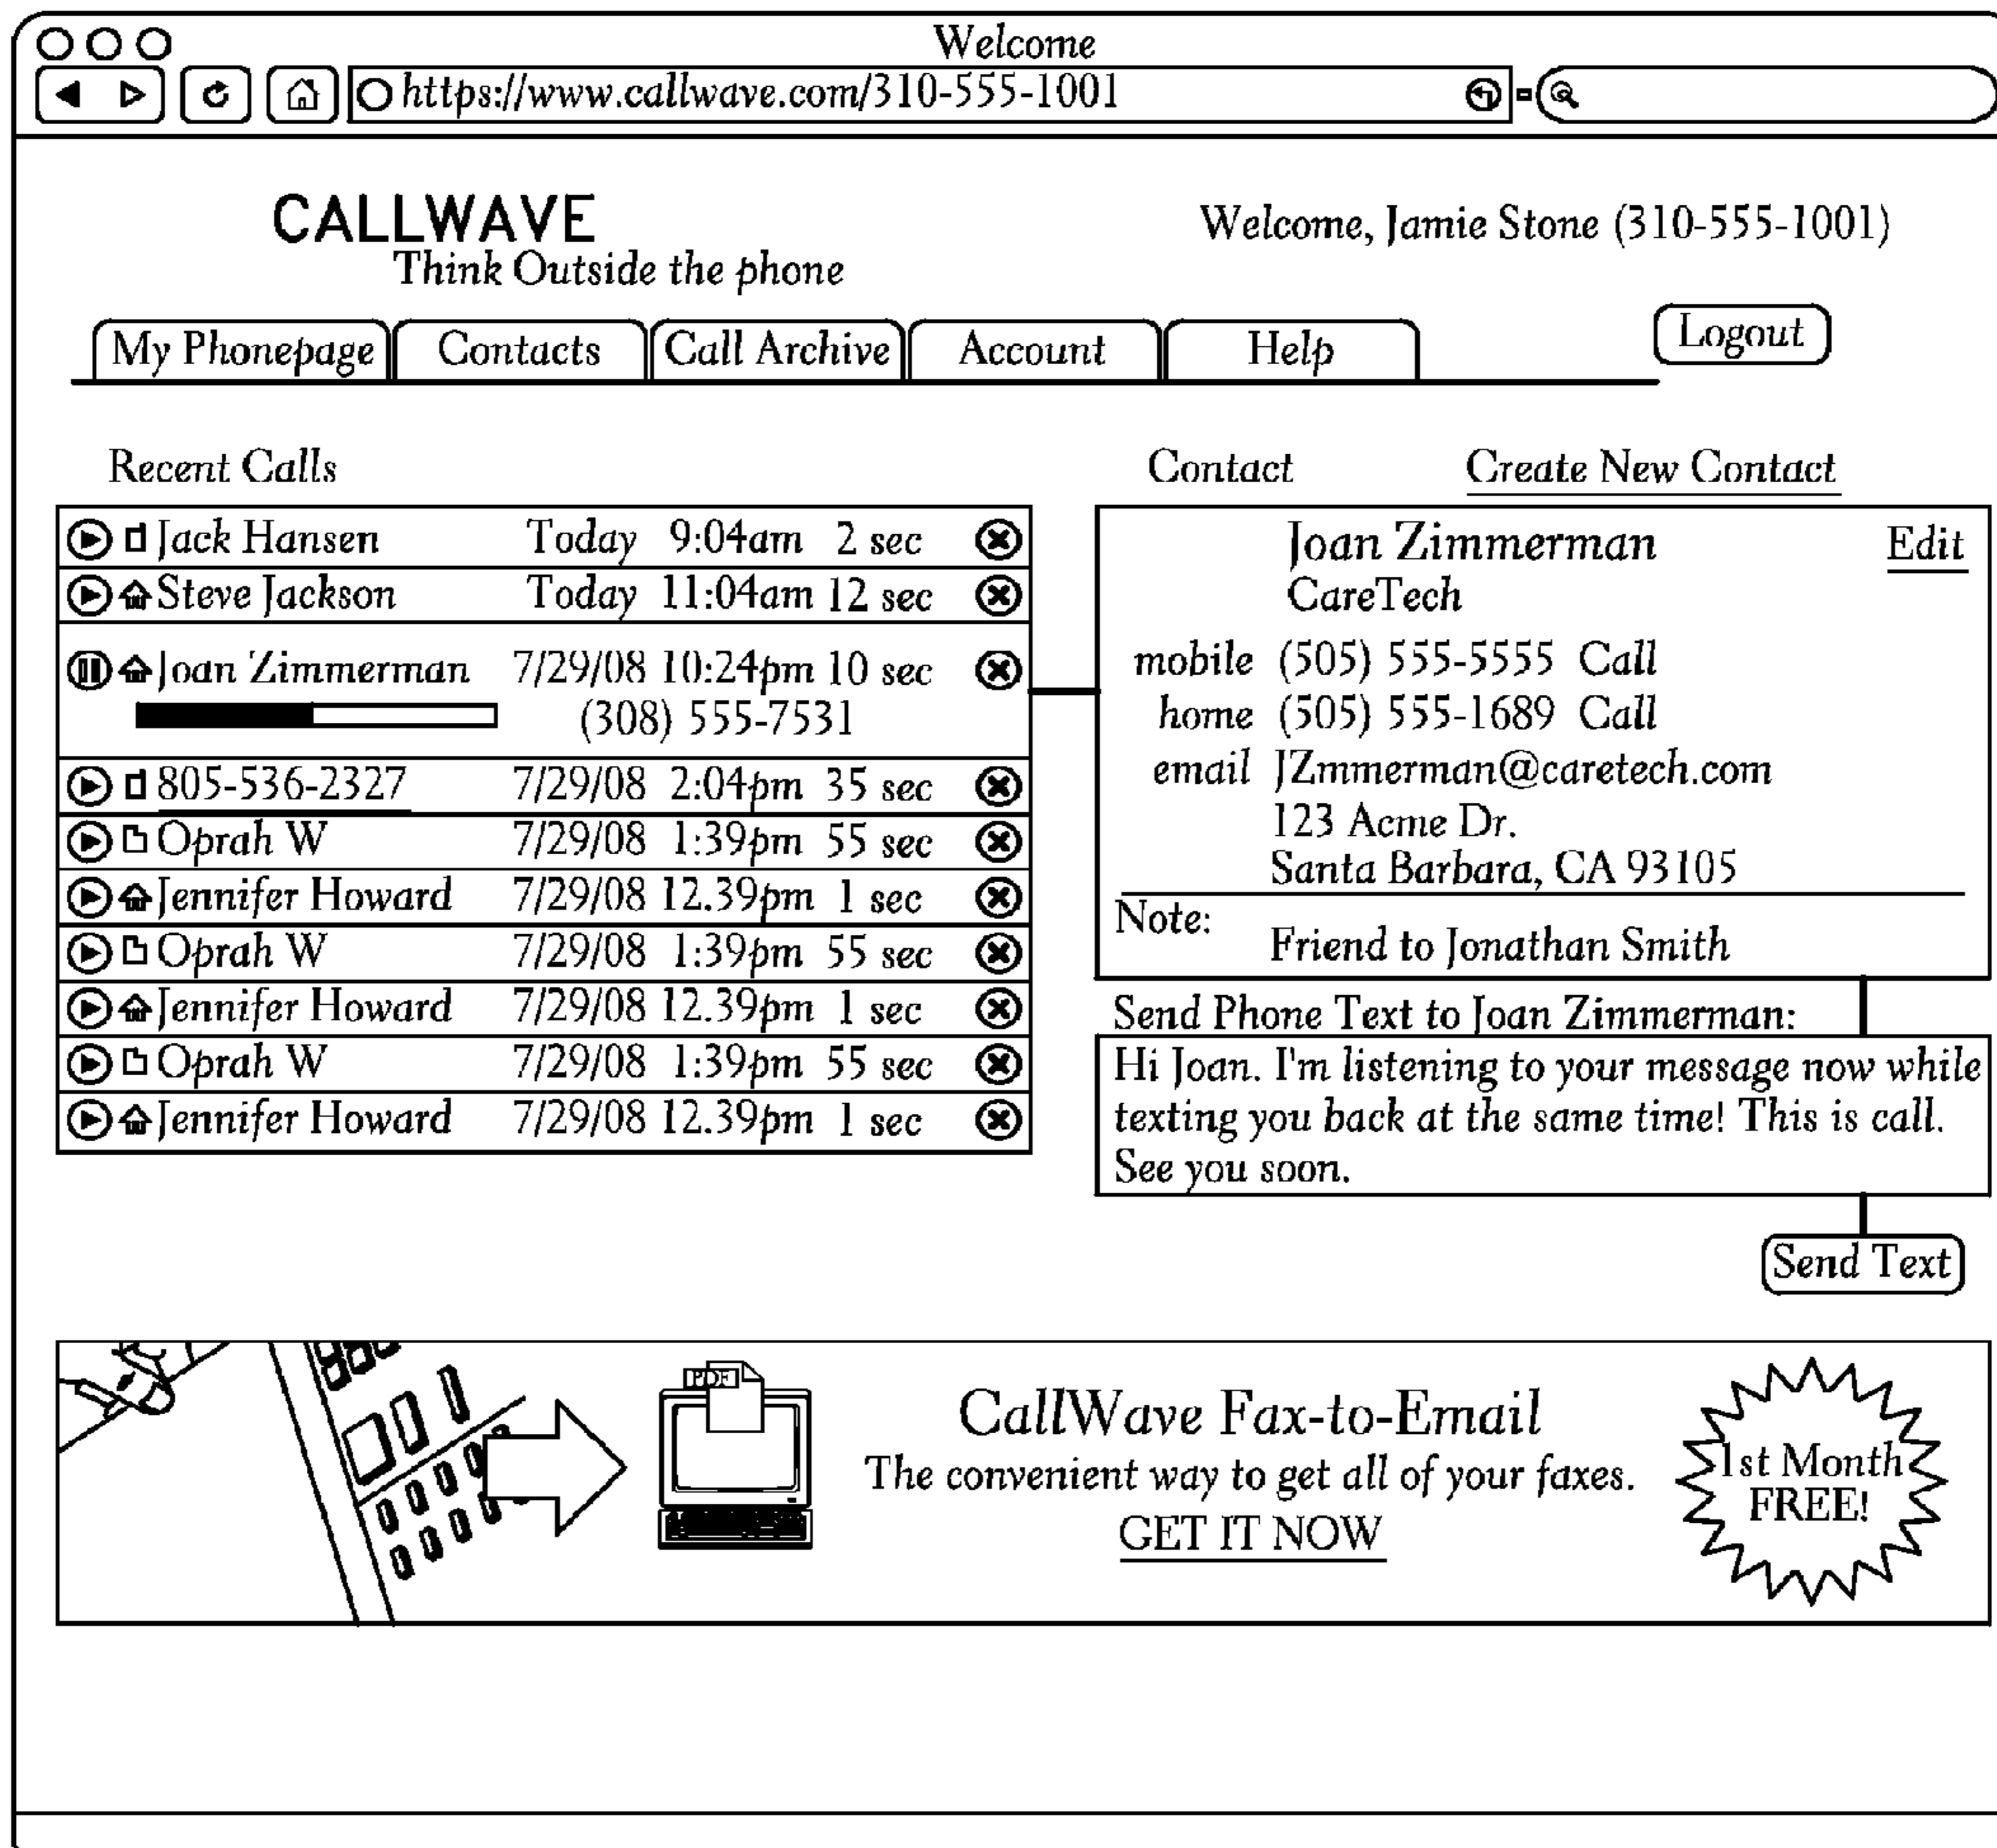 Welcome
https://www.callwave.com/310-555-1001
CALLWAVE
Think Outside the phone
Welcome, Jamie Stone (310-555-1001)
My Phonepage Contacts Call Archive Account Help Logout
Recent Calls
Jack Hansen Today 9:04am 2 sec
Steve Jackson Today 11:04am 12 sec
Joan Zimmerman 7/29/08 10:24pm 10 sec
(308) 555-7531
805-536-2327 7/29/08 2:04pm 35 sec
Oprah W 7/29/08 1:39pm 55 sec
Jennifer Howard 7/29/08 12.39pm 1 sec
Oprah W 7/29/08 1:39pm 55 sec
Jennifer Howard 7/29/08 12.39pm 1 sec
Oprah W 7/29/08 1:39pm 55 sec
Jennifer Howard 7/29/08 12.39pm 1 sec
Contact Create New Contact
Joan Zimmerman Edit
CareTech
mobile (505) 555-5555 Call
home (505) 555-1689 Call
email JZmmerman@caretech.com
123 Acme Dr.
Santa Barbara, CA 93105
Note:
Friend to Jonathan Smith
Send Phone Text to Joan Zimmerman:
Hi Joan. I'm listening to your message now while
texting you back at the same time! This is call.
See you soon.
Send Text
PDF
CallWave Fax-to-Email
The convenient way to get all of your faxes.
GET IT NOW
1st Month
FREE!